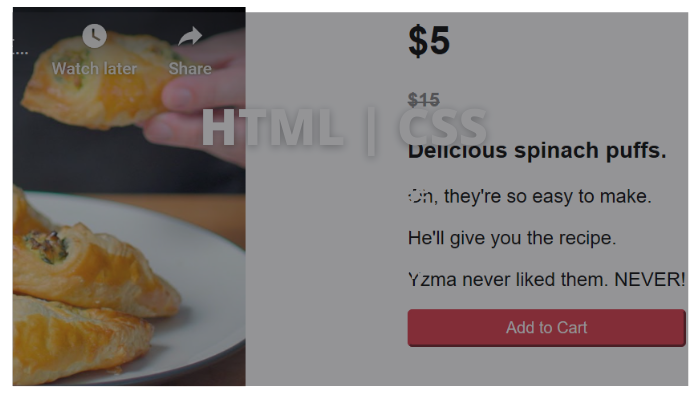 $5
Watch later
Share
$15
HTML | CSS
Delicious spinach puffs.
Oh, they're so easy to make.
He'll give you the recipe.
Yzma never liked them. NEVER!
Add to Cart